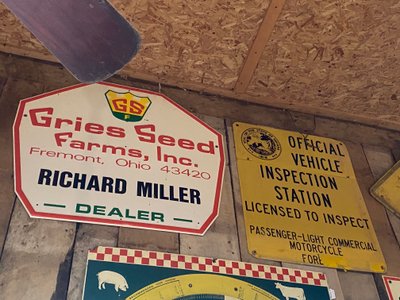 GS
F
Gries Seed
Farms, Inc.
Fremont, Ohio 43420
RICHARD MILLER
DEALER
OFFICIAL
VEHICLE
INSPECTION
STATION
LICENSED TO INSPECT
PASSENGER-LIGHT COMMERCIAL
MOTORCYCLE